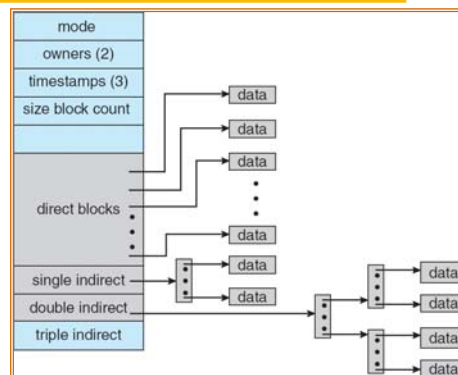 mode
owners (2)
timestamps (3)
size block count
data
data
data
direct blocks
data
single indirect
data
double indirect
data
triple indirect
data
data
data
data